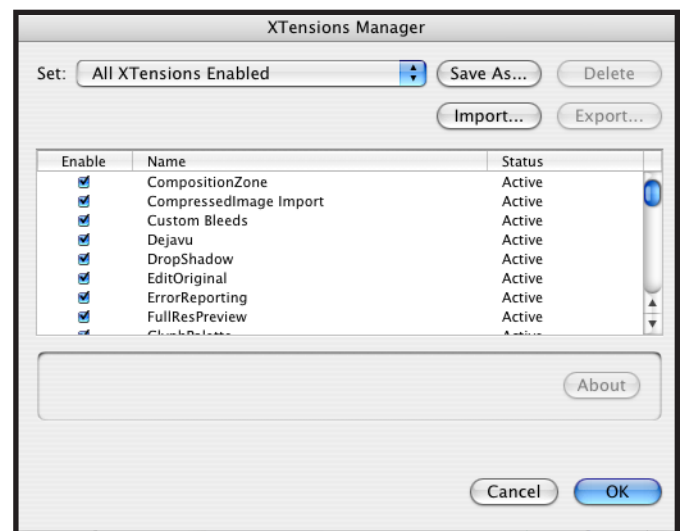 XTensions Manager
Set: All XTensions Enabled Save As... Delete
Import... Export...
Enable Name Status
CompositionZone Active
CompressedImage Import Active
Custom Bleeds Active
Dejavu Active
DropShadow Active
EditOriginal Active
ErrorReporting Active
FullResPreview Active
About
Cancel OK